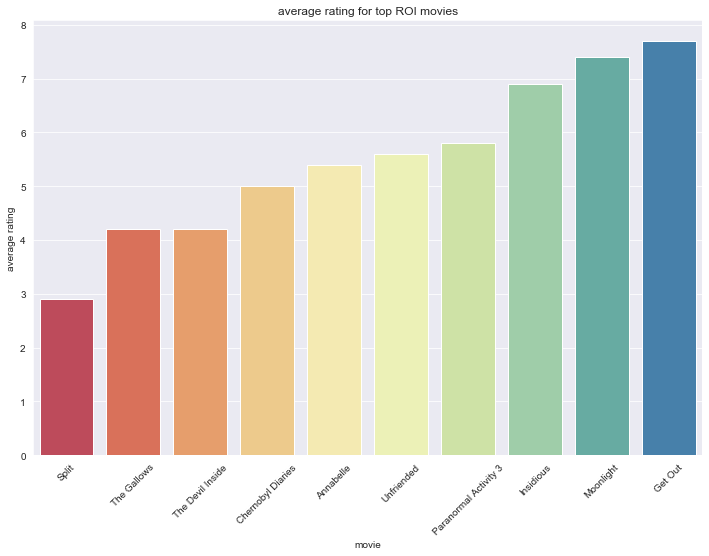 average rating for top ROI movies
average rating
8
7
6
5
4
3
2
1
0
Split
The Gallows
The Devil Inside
Chernobyl Diaries
Annabelle
Unfriended
Paranormal Activity 3
Insidious
Moonlight
Get Out
movie